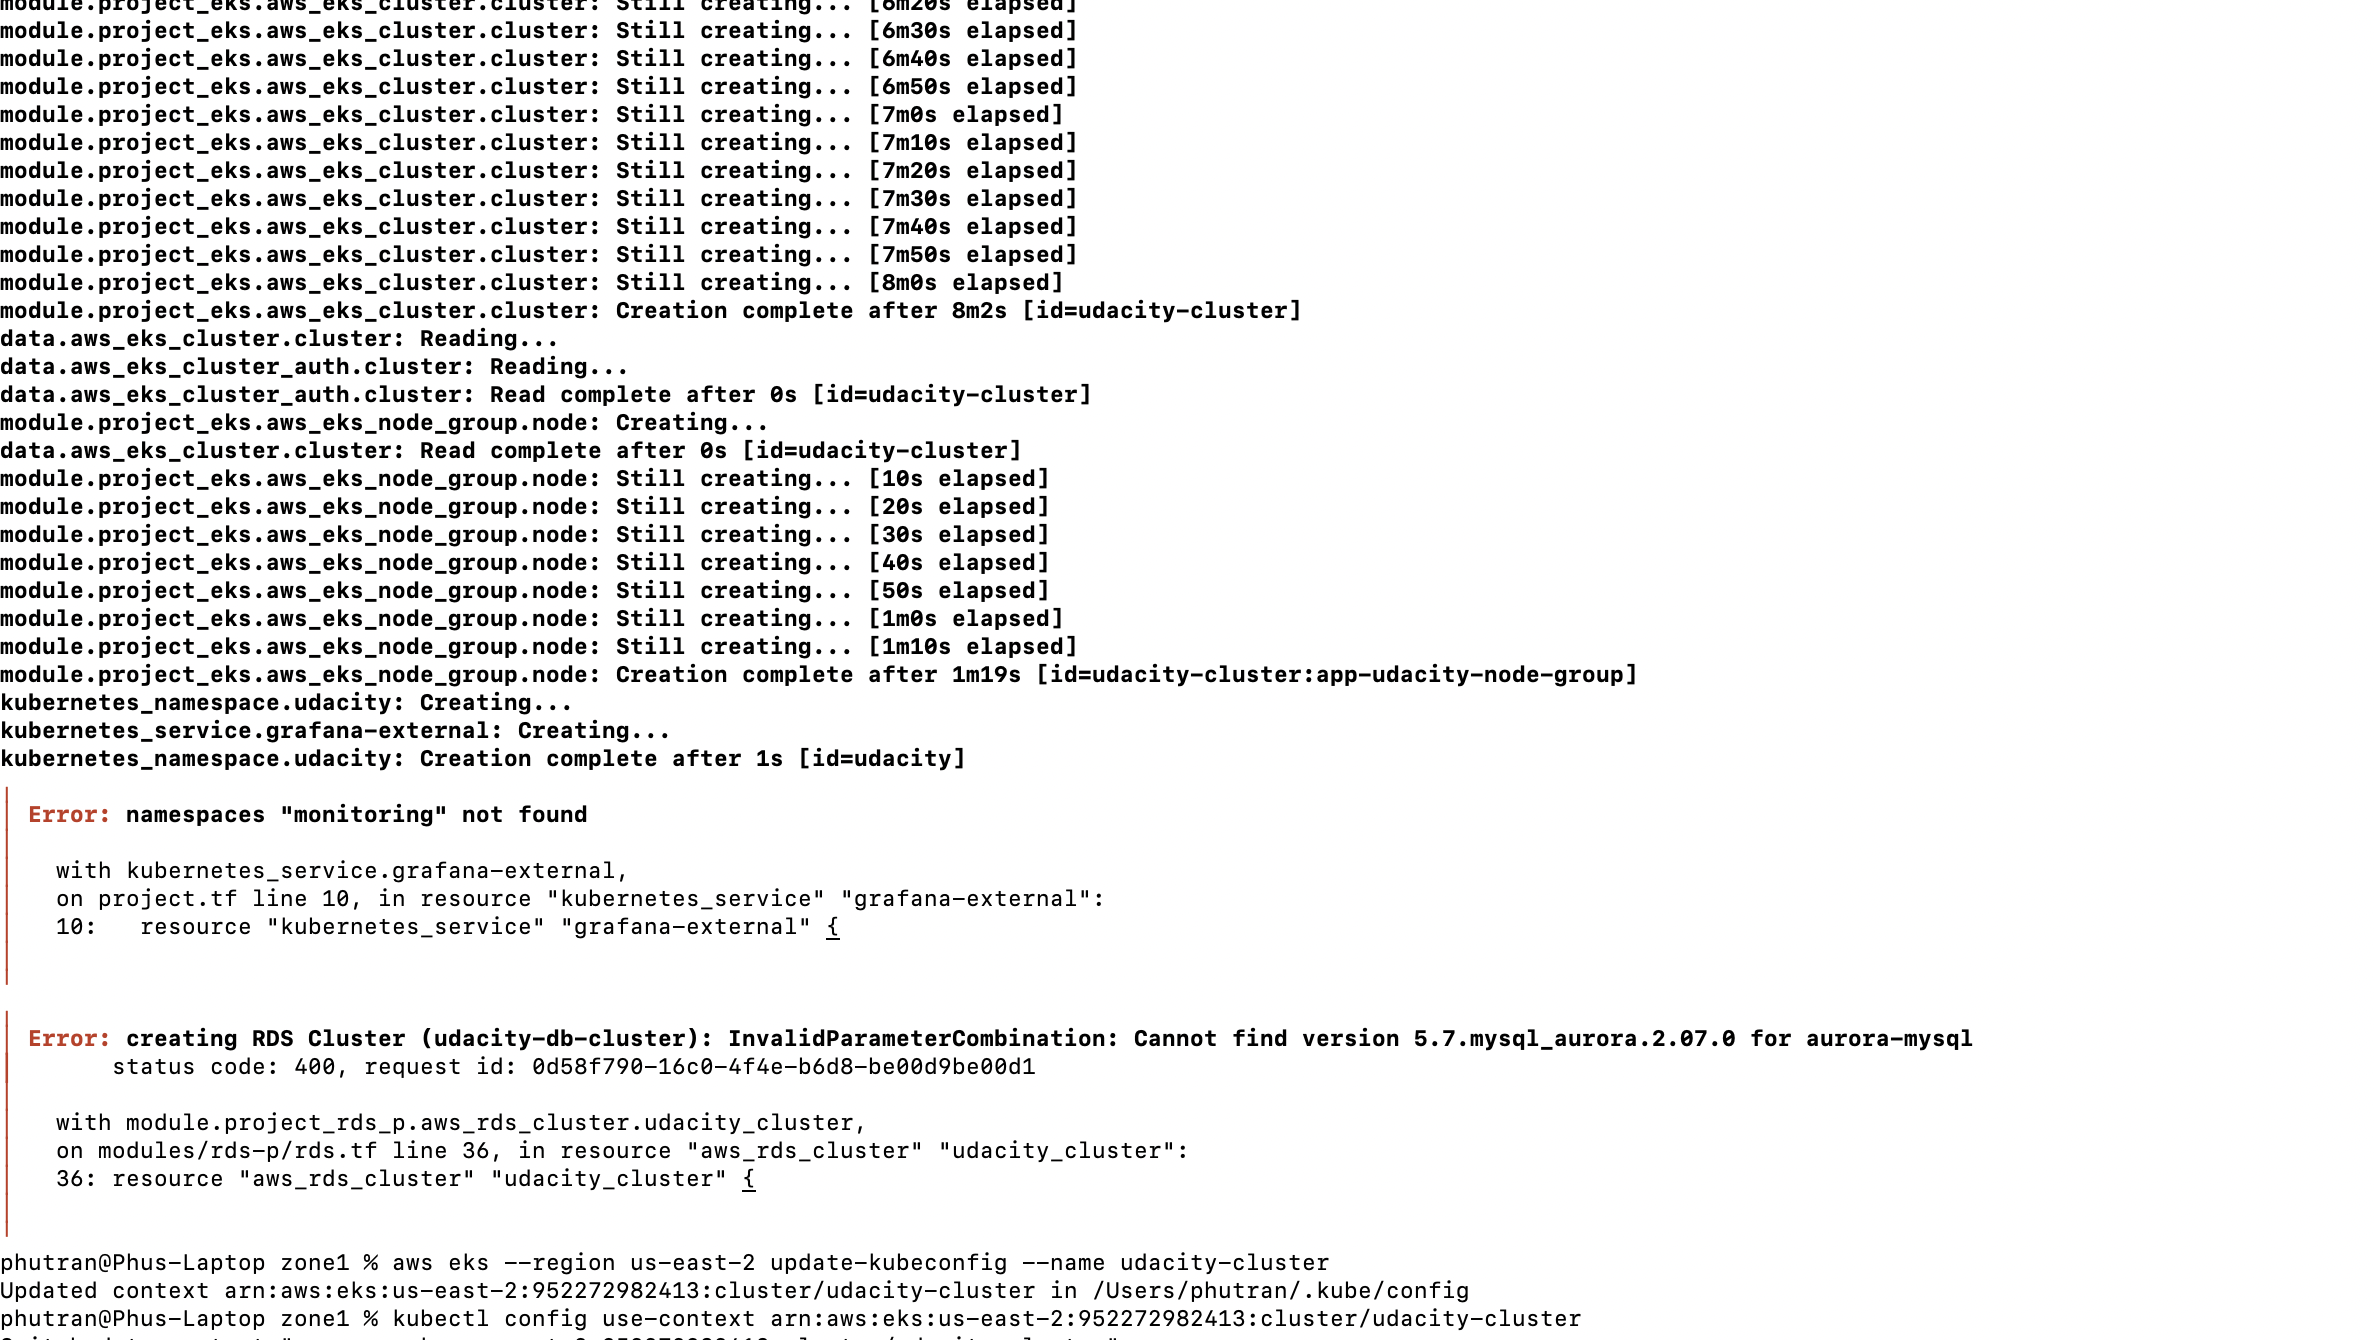 module.project_eks.aws_eks_cluster.cluster: Still creating... [6m20s elapsed]
module.project_eks.aws_eks_cluster.cluster: Still creating... [6m30s elapsed]
module.project_eks.aws_eks_cluster.cluster: Still creating... [6m40s elapsed]
module.project_eks.aws_eks_cluster.cluster: Still creating... [6m50s elapsed]
module.project_eks.aws_eks_cluster.cluster: Still creating... [7m0s elapsed]
module.project_eks.aws_eks_cluster.cluster: Still creating... [7m10s elapsed]
module.project_eks.aws_eks_cluster.cluster: Still creating... [7m20s elapsed]
module.project_eks.aws_eks_cluster.cluster: Still creating... [7m30s elapsed]
module.project_eks.aws_eks_cluster.cluster: Still creating... [7m40s elapsed]
module.project_eks.aws_eks_cluster.cluster: Still creating... [7m50s elapsed]
module.project_eks.aws_eks_cluster.cluster: Still creating... [8m0s elapsed]
module.project_eks.aws_eks_cluster.cluster: Creation complete after 8m2s [id=udacity-cluster]
data.aws_eks_cluster.cluster: Reading...
data.aws_eks_cluster_auth.cluster: Reading...
data.aws_eks_cluster_auth.cluster: Read complete after 0s [id=udacity-cluster]
module.project_eks.aws_eks_node_group.node: Creating...
data.aws_eks_cluster.cluster: Read complete after 0s [id=udacity-cluster]
module.project_eks.aws_eks_node_group.node: Still creating... [10s elapsed]
module.project_eks.aws_eks_node_group.node: Still creating... [20s elapsed]
module.project_eks.aws_eks_node_group.node: Still creating... [30s elapsed]
module.project_eks.aws_eks_node_group.node: Still creating... [40s elapsed]
module.project_eks.aws_eks_node_group.node: Still creating... [50s elapsed]
module.project_eks.aws_eks_node_group.node: Still creating... [1m0s elapsed]
module.project_eks.aws_eks_node_group.node: Still creating... [1m10s elapsed]
module.project_eks.aws_eks_node_group.node: Creation complete after 1m19s [id=udacity-cluster:app-udacity-node-group]
kubernetes_namespace.udacity: Creating...
kubernetes_service.grafana-external: Creating...
kubernetes_namespace.udacity: Creation complete after 1s [id=udacity]
Error: namespaces "monitoring" not found
with kubernetes_service.grafana-external,
on project.tf line 10, in resource "kubernetes_service" "grafana-external":
10:   resource "kubernetes_service" "grafana-external" {
Error: creating RDS Cluster (udacity-db-cluster): InvalidParameterCombination: Cannot find version 5.7.mysql_aurora.2.07.0 for aurora-mysql
status code: 400, request id: 0d58f790-16c0-4f4e-b6d8-be00d9be00d1
with module.project_rds_p.aws_rds_cluster.udacity_cluster,
on modules/rds-p/rds.tf line 36, in resource "aws_rds_cluster" "udacity_cluster":
36: resource "aws_rds_cluster" "udacity_cluster" {
phutran@Phus-Laptop zone1 % aws eks --region us-east-2 update-kubeconfig --name udacity-cluster
Updated context arn:aws:eks:us-east-2:952272982413:cluster/udacity-cluster in /Users/phutran/.kube/config
phutran@Phus-Laptop zone1 % kubectl config use-context arn:aws:eks:us-east-2:952272982413:cluster/udacity-cluster